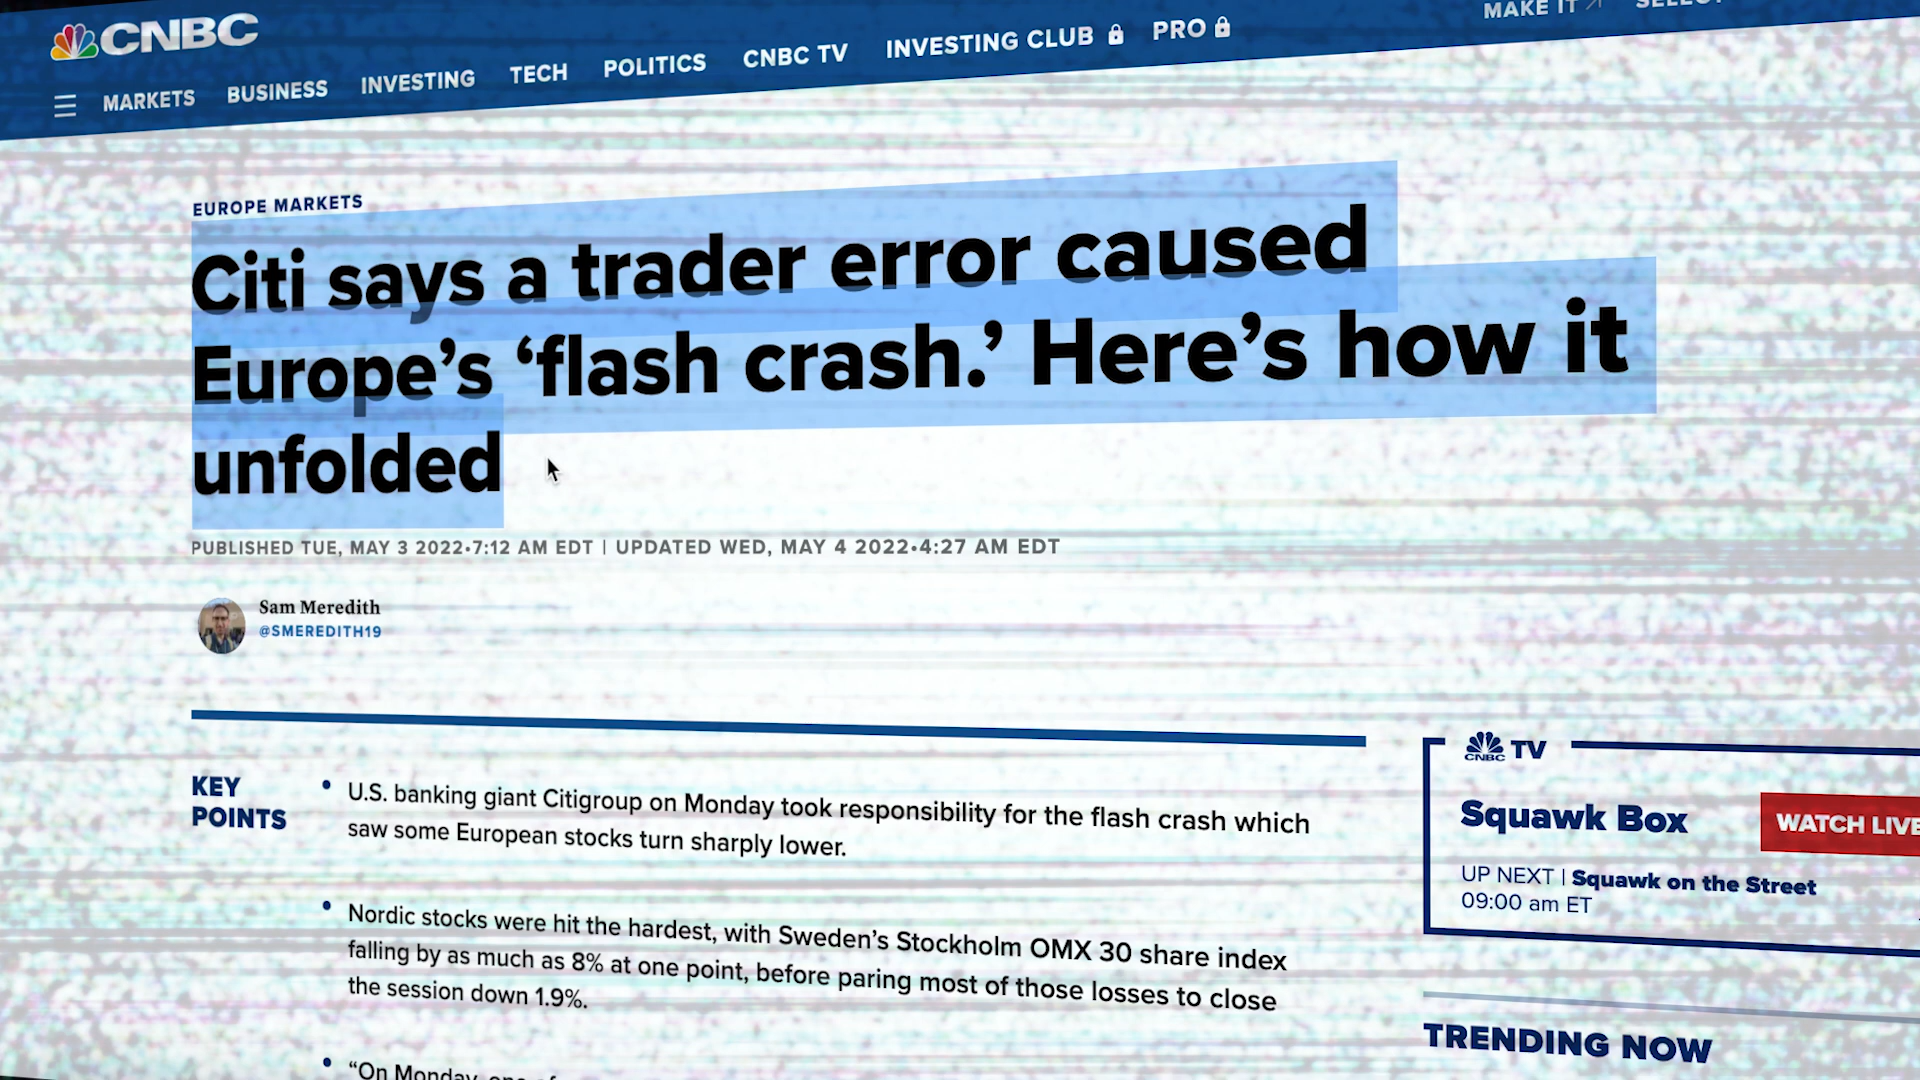 CNBC
MAKE IT
MARKETS BUSINESS INVESTING TECH POLITICS CNBC TV INVESTING CLUB PRO
EUROPE MARKETS
Citi says a trader error caused
Europe’s ‘flash crash.’ Here’s how it
unfolded
PUBLISHED TUE, MAY 3 2022•7:12 AM EDT | UPDATED WED, MAY 4 2022•4:27 AM EDT
Sam Meredith
@SMEREDITH19
KEY
POINTS
• U.S. banking giant Citigroup on Monday took responsibility for the flash crash which
saw some European stocks turn sharply lower.
• Nordic stocks were hit the hardest, with Sweden’s Stockholm OMX 30 share index
falling by as much as 8% at one point, before paring most of those losses to close
the session down 1.9%.
• “On Monday, one of
CNBC TV
Squawk Box
WATCH LIVE
UP NEXT | Squawk on the Street
09:00 am ET
TRENDING NOW